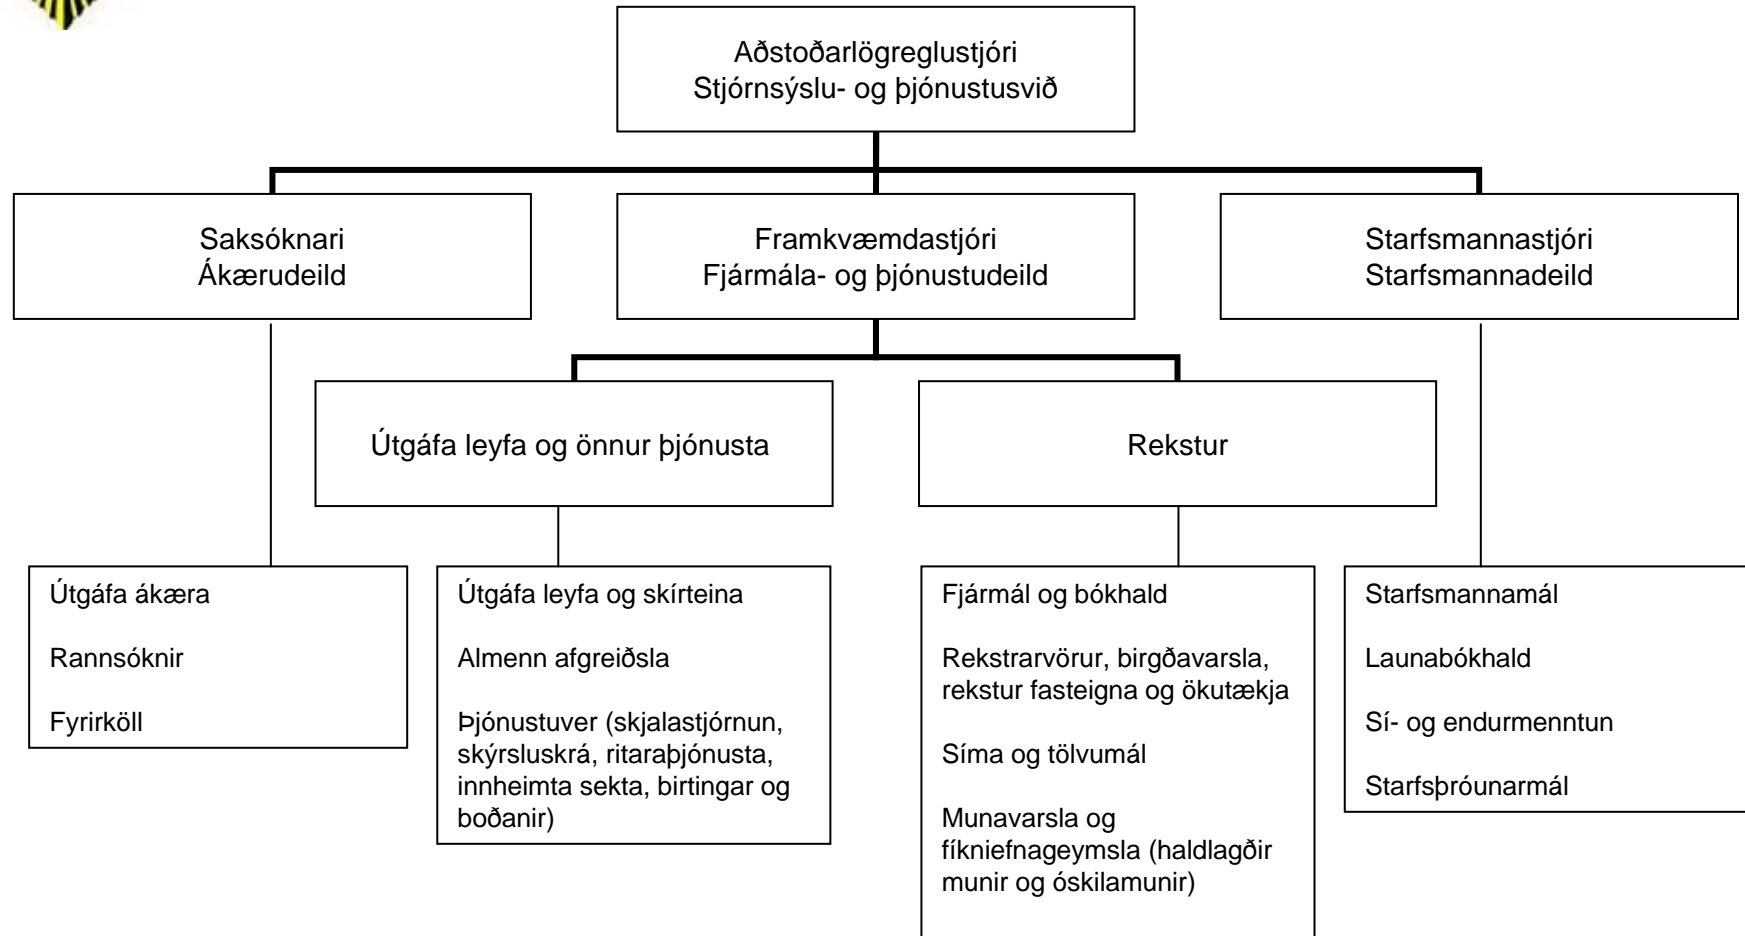 Aðstoðarlögreglustjóri
Stjórnsýslu- og þjónustusvið
Saksóknari
Ákærudeild
Framkvæmdastjóri
Fjármála- og þjónustudeild
Starfsmannastjóri
Starfsmannadeild
Útgáfa leyfa og önnur þjónusta
Rekstur
Útgáfa ákæra
Rannsóknir
Fyrirköll
Útgáfa leyfa og skírteina
Almenn afgreiðsla
Þjónustuver (skjalastjórnun,
skýrsluskrá, ritaraþjónusta,
innheimta sekta, birtingar og
boðanir)
Fjármál og bókhald
Rekstrarvörur, birgðavarsla,
rekstur fasteigna og ökutækja
Síma og tölvumál
Munavarsla og
fíkniefnageymsla (haldlagðir
munir og óskilamunir)
Starfsmannamál
Launabókhald
Sí- og endurmenntun
Starfsþróunarmál